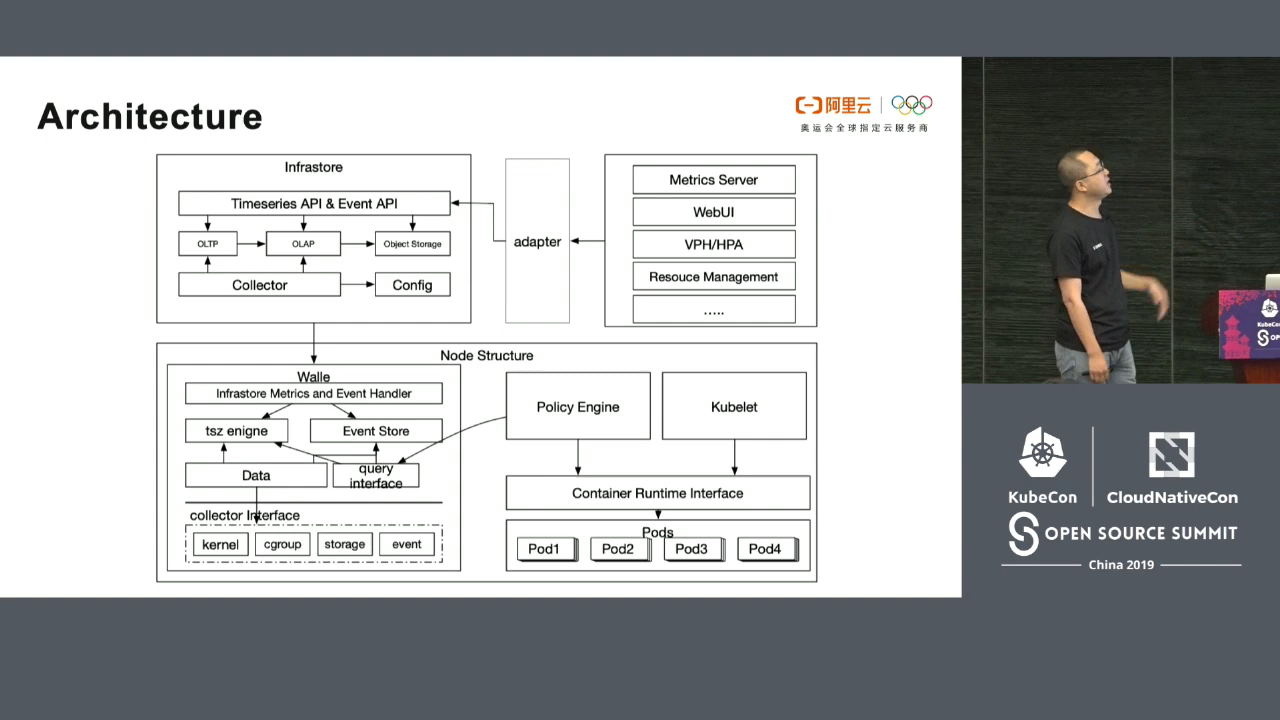 Architecture
阿里云
奥运会全球指定云服务商
Infrastore
Timeseries API & Event API
OLTP
OLAP
Object Storage
Collector
Config
adapter
Metrics Server
WebUI
VPH/HPA
Resouce Management
.....
Node Structure
Walle
Infrastore Metrics and Event Handler
tsz enigne
Event Store
Data
query
interface
collector Interface
kernel
cgroup
storage
event
Policy Engine
Kubelet
Container Runtime Interface
Pods
Pod1
Pod2
Pod3
Pod4
KubeCon
KubeCon
CloudNativeCon
OPEN SOURCE SUMMIT
China 2019